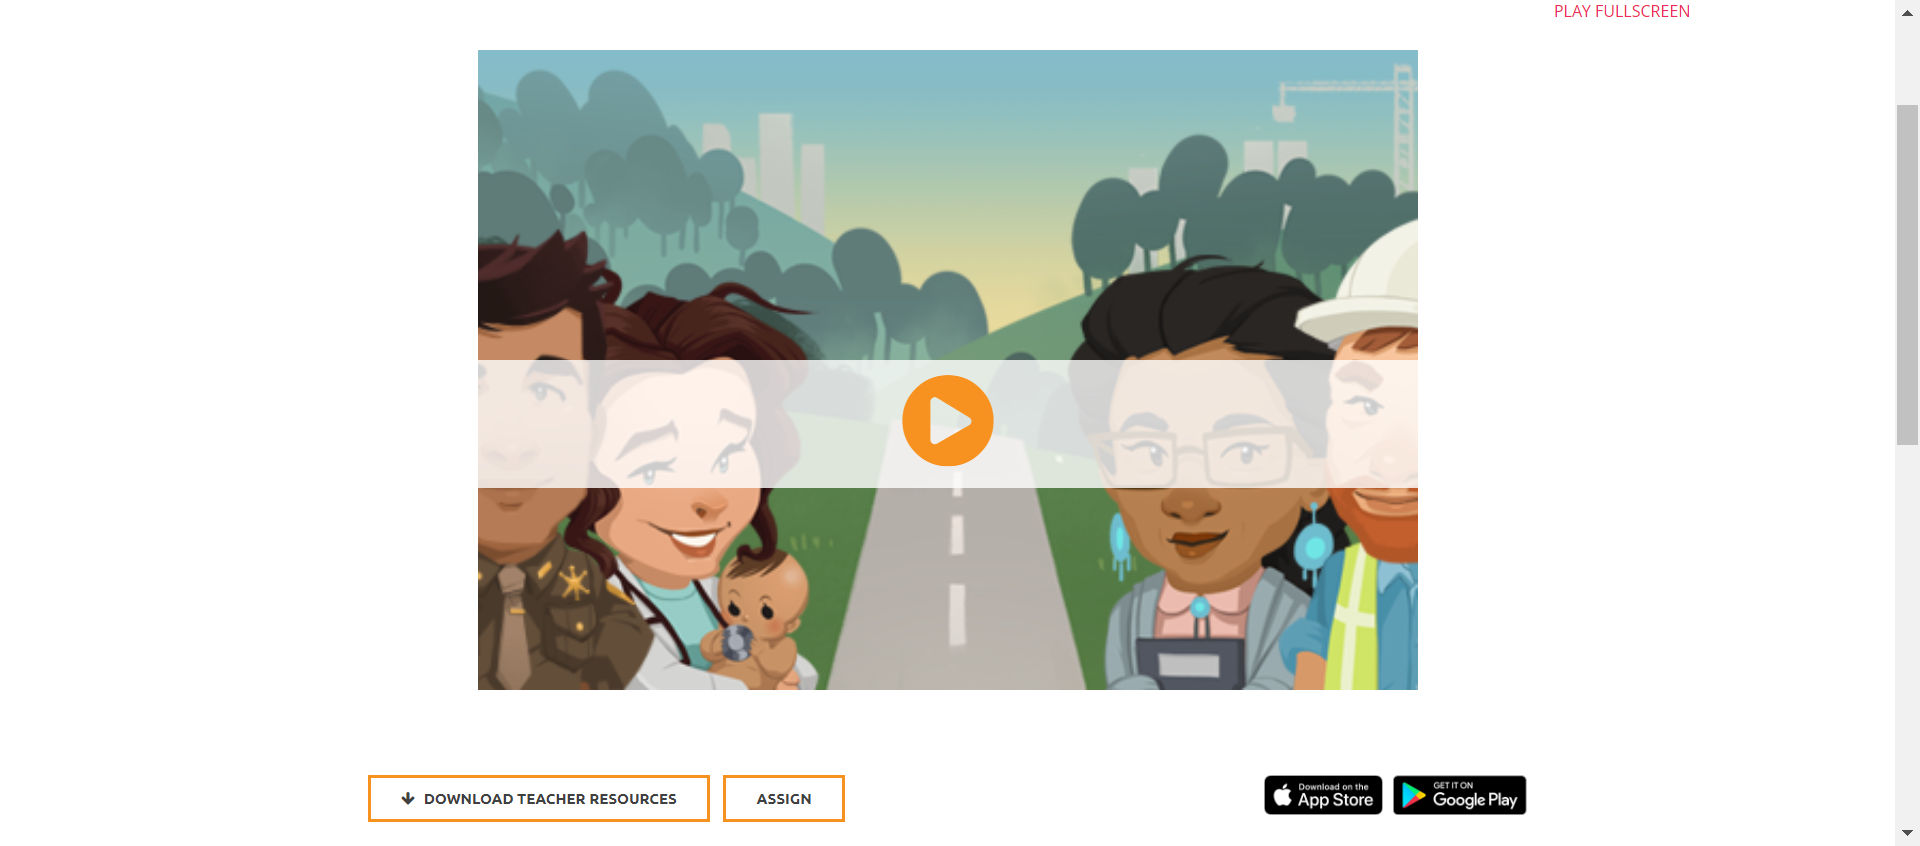 PLAY FULLSCREEN
DOWNLOAD TEACHER RESOURCES
ASSIGN
Download on the
App Store
GET IT ON
Google Play